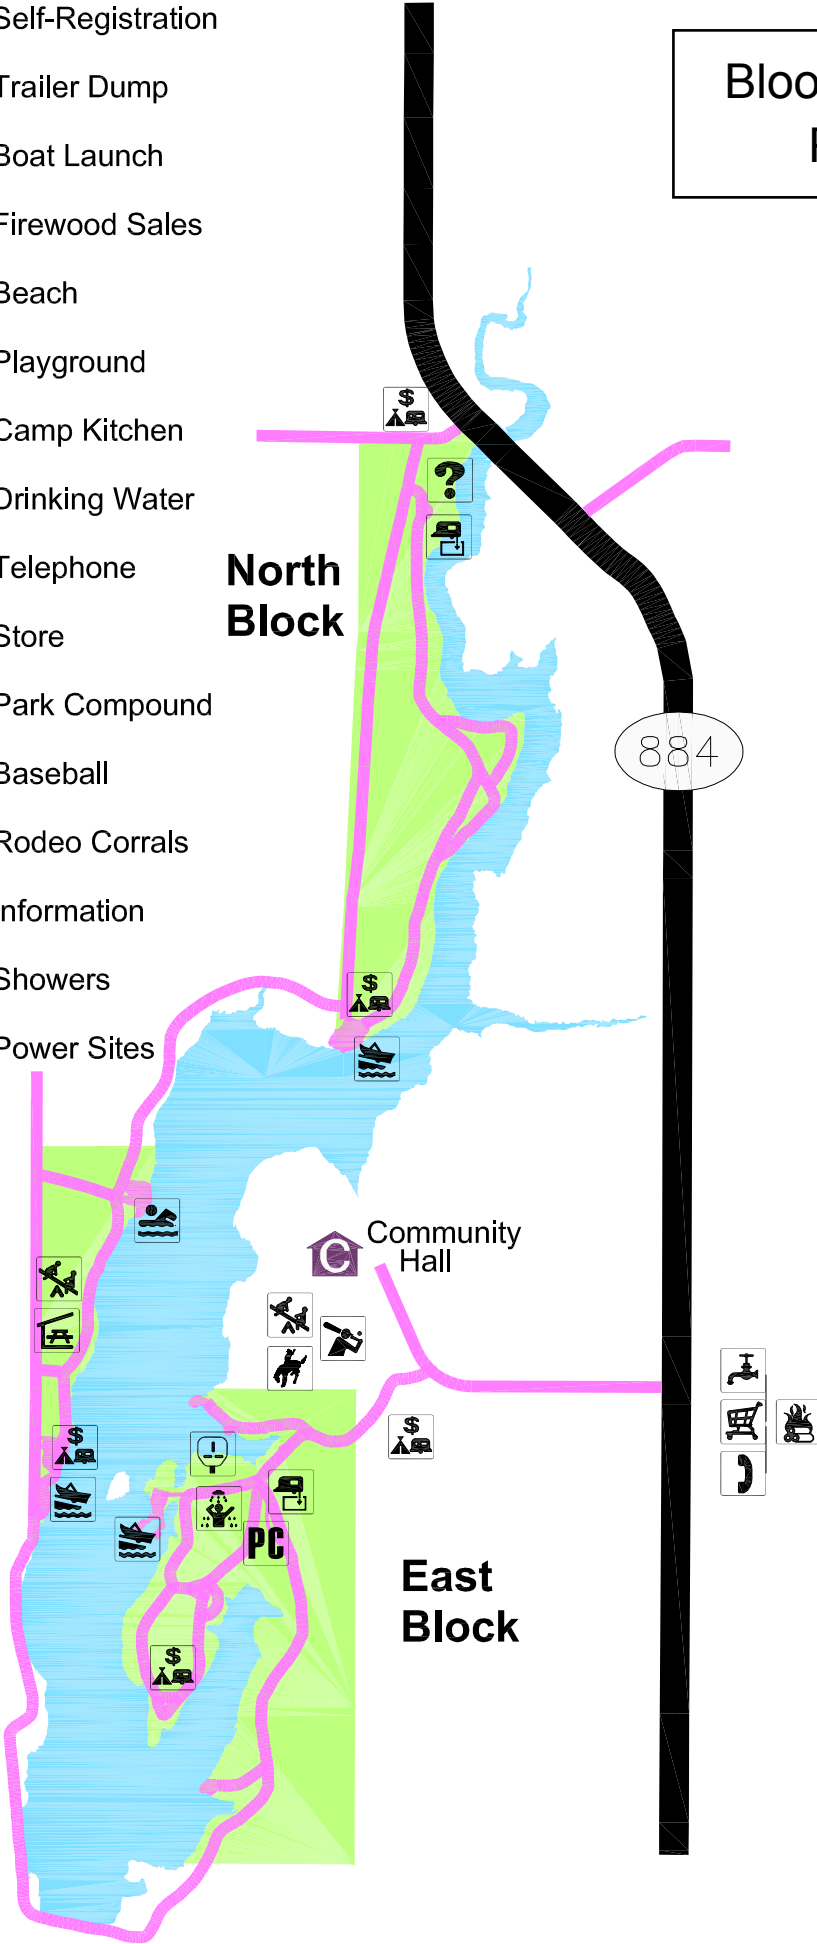 Self-Registration
Trailer Dump
Boat Launch
Firewood Sales
Beach
Playground
Camp Kitchen
Drinking Water
Telephone
Store
Park Compound
Baseball
Rodeo Corrals
Information
Showers
Power Sites
$
?
North
Block
884
$
C
Community
Hall
$
$
PC
East
Block
$